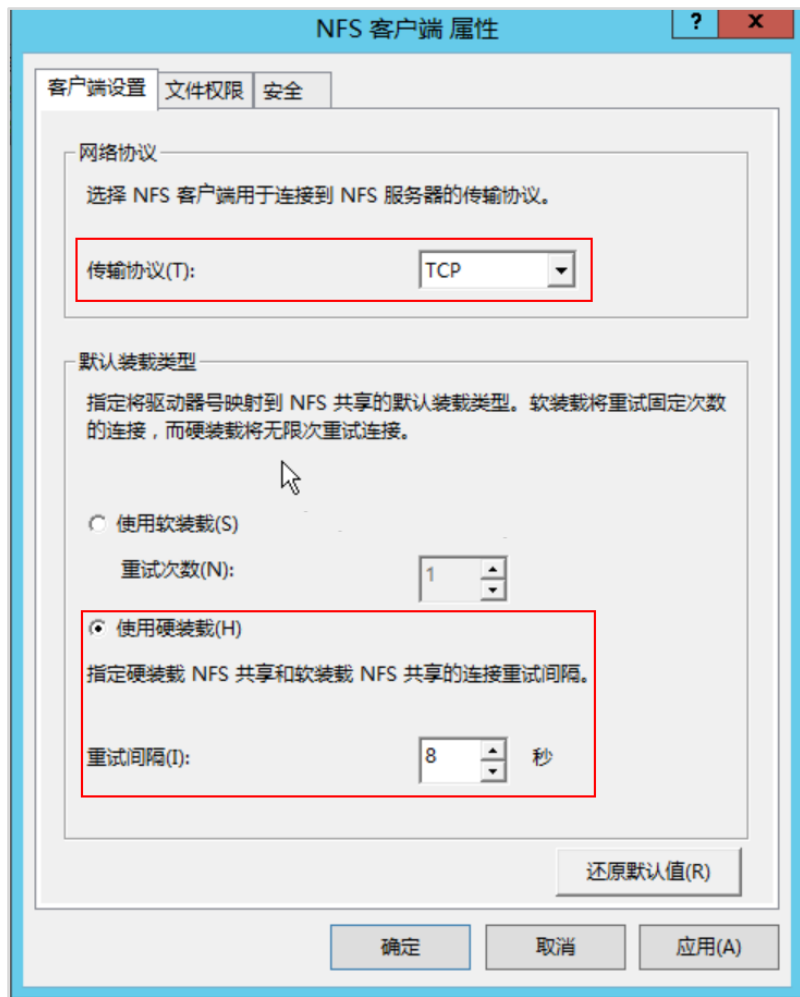 NFS 客户端 属性
? x
客户端设置 文件权限 安全
网络协议
选择 NFS 客户端用于连接到 NFS 服务器的传输协议。
传输协议(T): TCP
默认装载类型
指定将驱动器号映射到 NFS 共享的默认装载类型。软装载将重试固定次数
的连接，而硬装载将无限次重试连接。
使用软装载(S)
重试次数(N): 1
使用硬装载(H)
指定硬装载 NFS 共享和软装载 NFS 共享的连接重试间隔。
重试间隔(I): 8 秒
还原默认值(R)
确定 取消 应用(A)